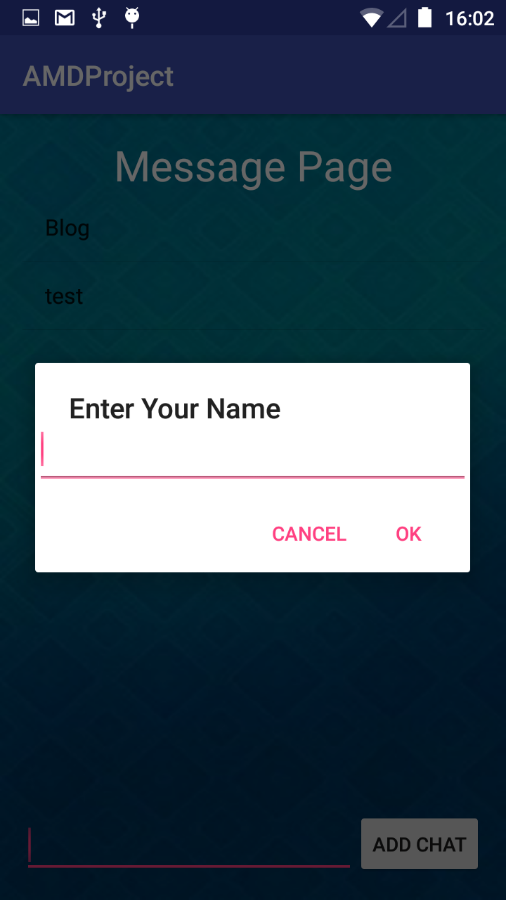 16:02
AMDProject
Message Page
Blog
test
Enter Your Name
CANCEL OK
ADD CHAT